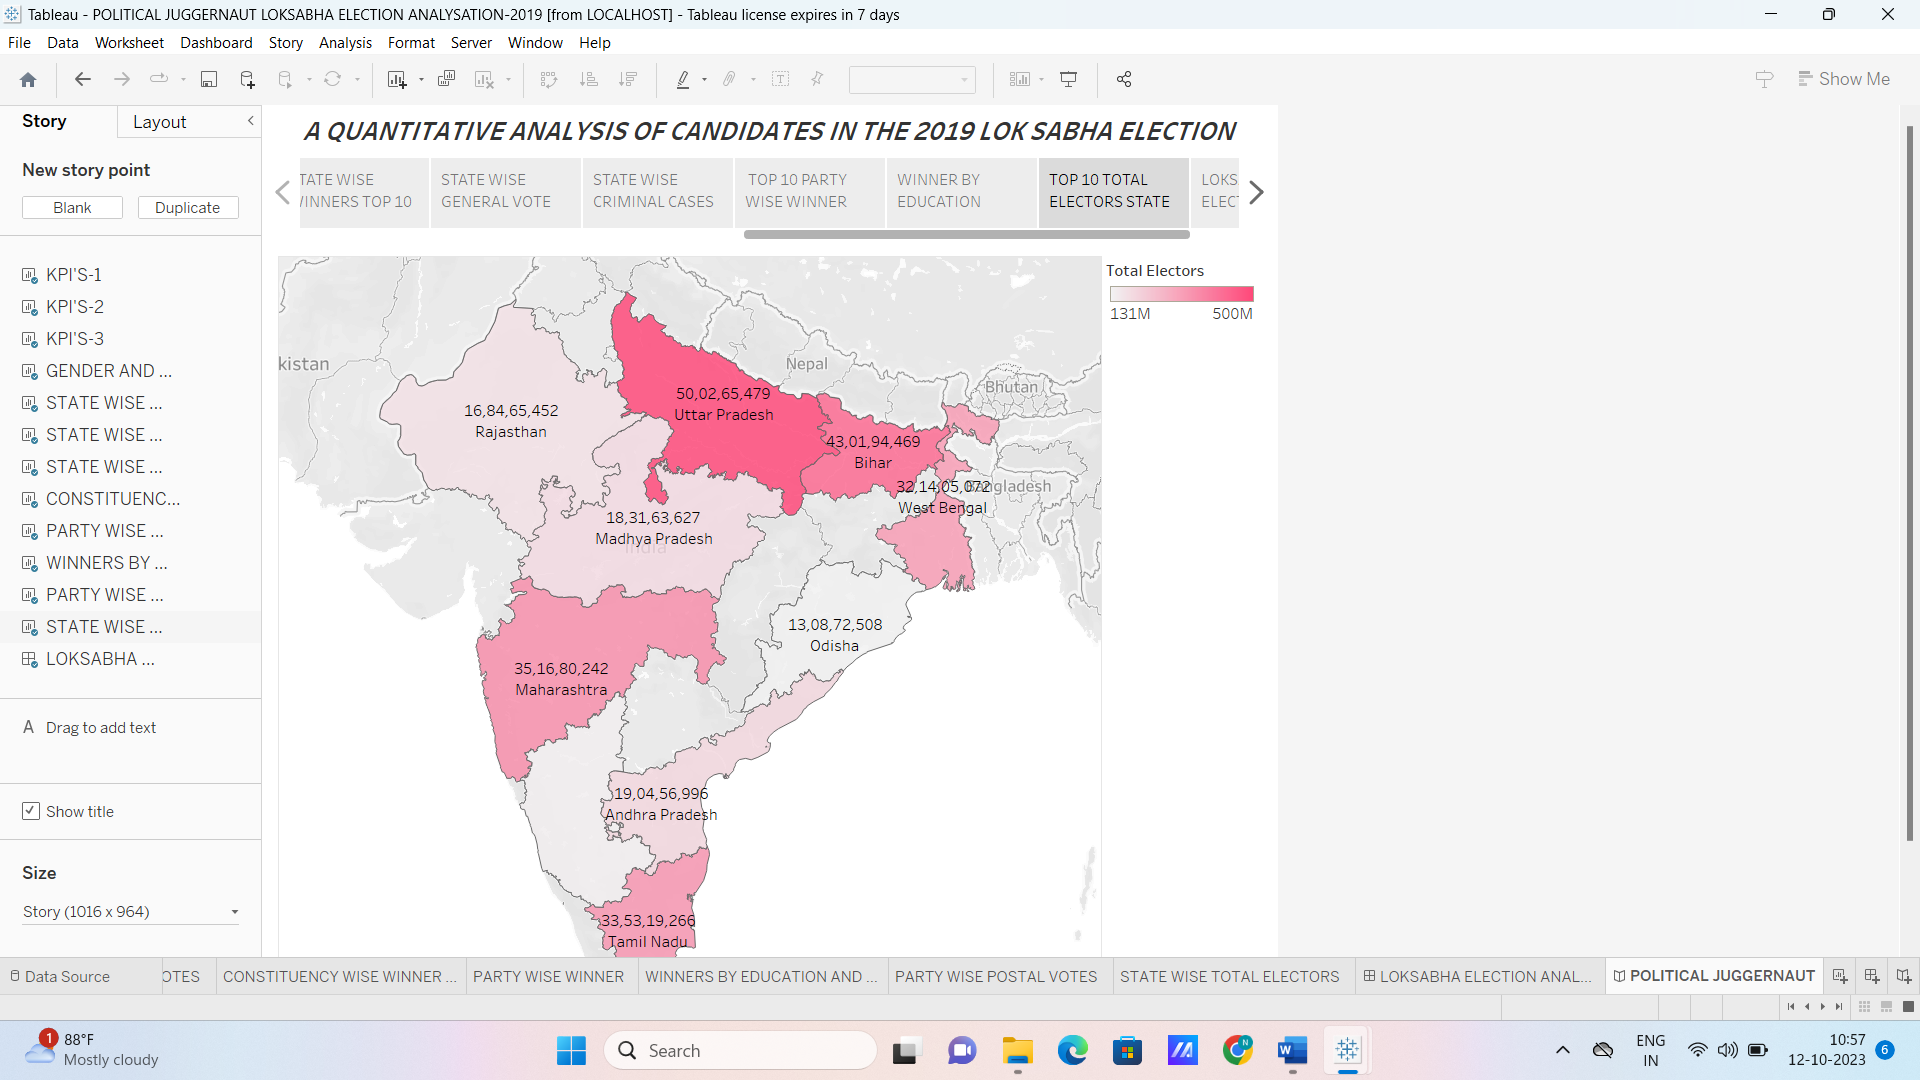 Tableau - POLITICAL JUGGERNAUT LOKSABHA ELECTION ANALYSATION-2019 [from LOCALHOST] - Tableau license expires in 7 days
File Data Worksheet Dashboard Story Analysis Format Server Window Help
Show Me
Story Layout
New story point
Blank Duplicate
KPI'S-1
KPI'S-2
KPI'S-3
GENDER AND ...
STATE WISE ...
STATE WISE ...
STATE WISE ...
CONSTITUENC...
PARTY WISE ...
WINNERS BY ...
PARTY WISE ...
STATE WISE ...
LOKSABHA ...
A Drag to add text
Show title
Size
Story (1016 x 964)
A QUANTITATIVE ANALYSIS OF CANDIDATES IN THE 2019 LOK SABHA ELECTION
TATE WISE
INNERS TOP 10
STATE WISE
GENERAL VOTE
STATE WISE
CRIMINAL CASES
TOP 10 PARTY
WISE WINNER
WINNER BY
EDUCATION
TOP 10 TOTAL
ELECTORS STATE
LOKS
ELECT
Total Electors
131M 500M
kistan
Nepal
Bhutan
50,02,65,479
Uttar Pradesh
16,84,65,452
Rajasthan
43,01,94,469
Bihar
32,14,05,072
Bangladesh
West Bengal
18,31,63,627
Madhya Pradesh
India
13,08,72,508
Odisha
35,16,80,242
Maharashtra
19,04,56,996
Andhra Pradesh
33,53,19,266
Tamil Nadu
Data Source OTES CONSTITUENCY WISE WINNER ... PARTY WISE WINNER WINNERS BY EDUCATION AND ... PARTY WISE POSTAL VOTES STATE WISE TOTAL ELECTORS LOKSABHA ELECTION ANAL... POLITICAL JUGGERNAUT
1
88°F
Mostly cloudy
Search
N
W
ENG
IN
10:57
12-10-2023
6